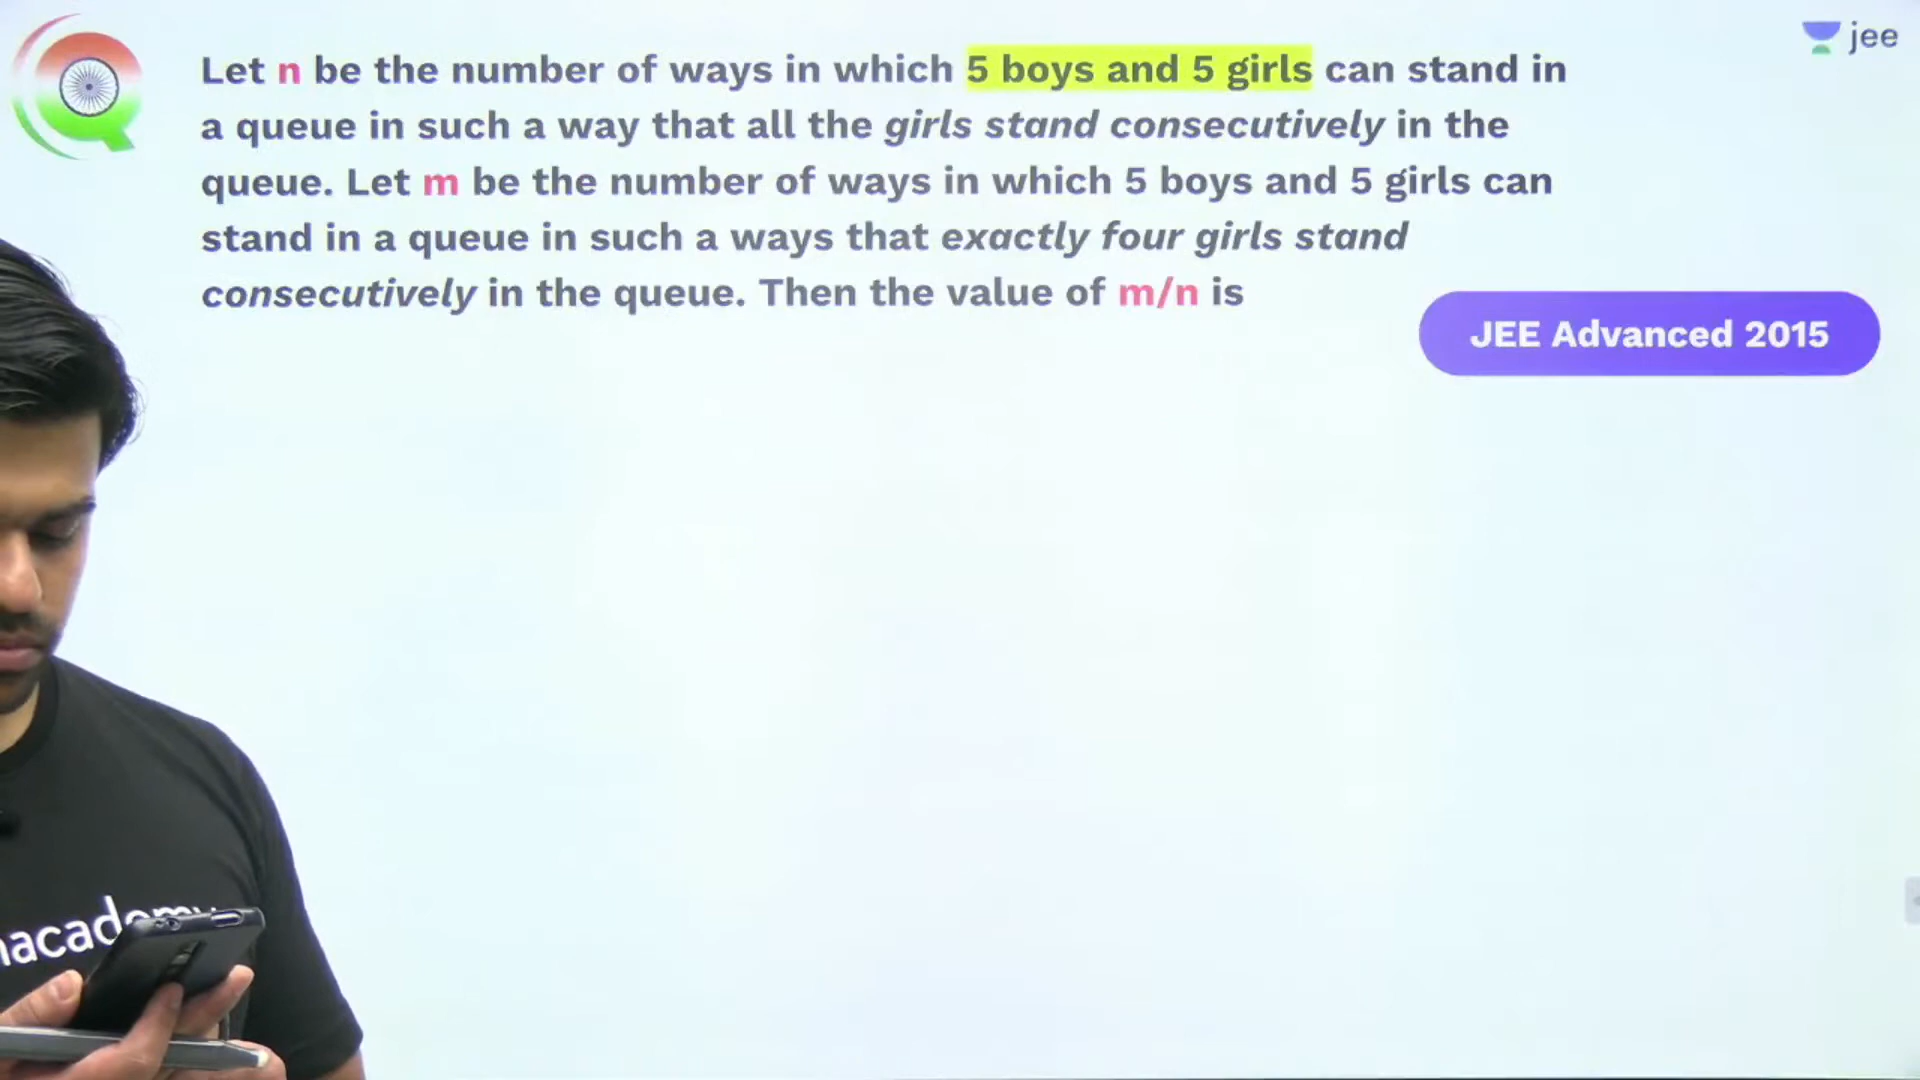 Let n be the number of ways in which 5 boys and 5 girls can stand in
a queue in such a way that all the girls stand consecutively in the
queue. Let m be the number of ways in which 5 boys and 5 girls can
stand in a queue in such a ways that exactly four girls stand
consecutively in the queue. Then the value of m/n is
jee
JEE Advanced 2015
nacademy